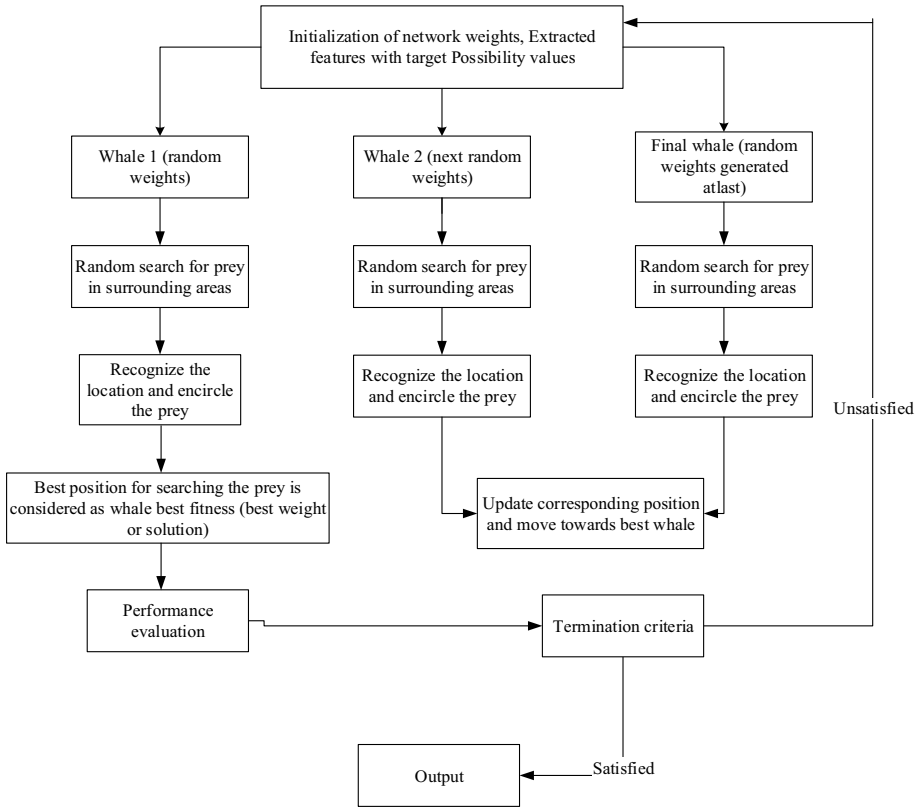 Initialization of network weights, Extracted
features with target Possibility values
Whale 1 (random
weights)
Whale 2 (next random
weights)
Final whale (random
weights generated
atlast)
Random search for prey
in surrounding areas
Random search for prey
in surrounding areas
Random search for prey
in surrounding areas
Recognize the
location and encircle
the prey
Recognize the location
and encircle the prey
Recognize the location
and encircle the prey
Unsatisfied
Best position for searching the prey is
considered as whale best fitness (best weight
or solution)
Update corresponding position
and move towards best whale
Performance
evaluation
Termination criteria
Satisfied
Output